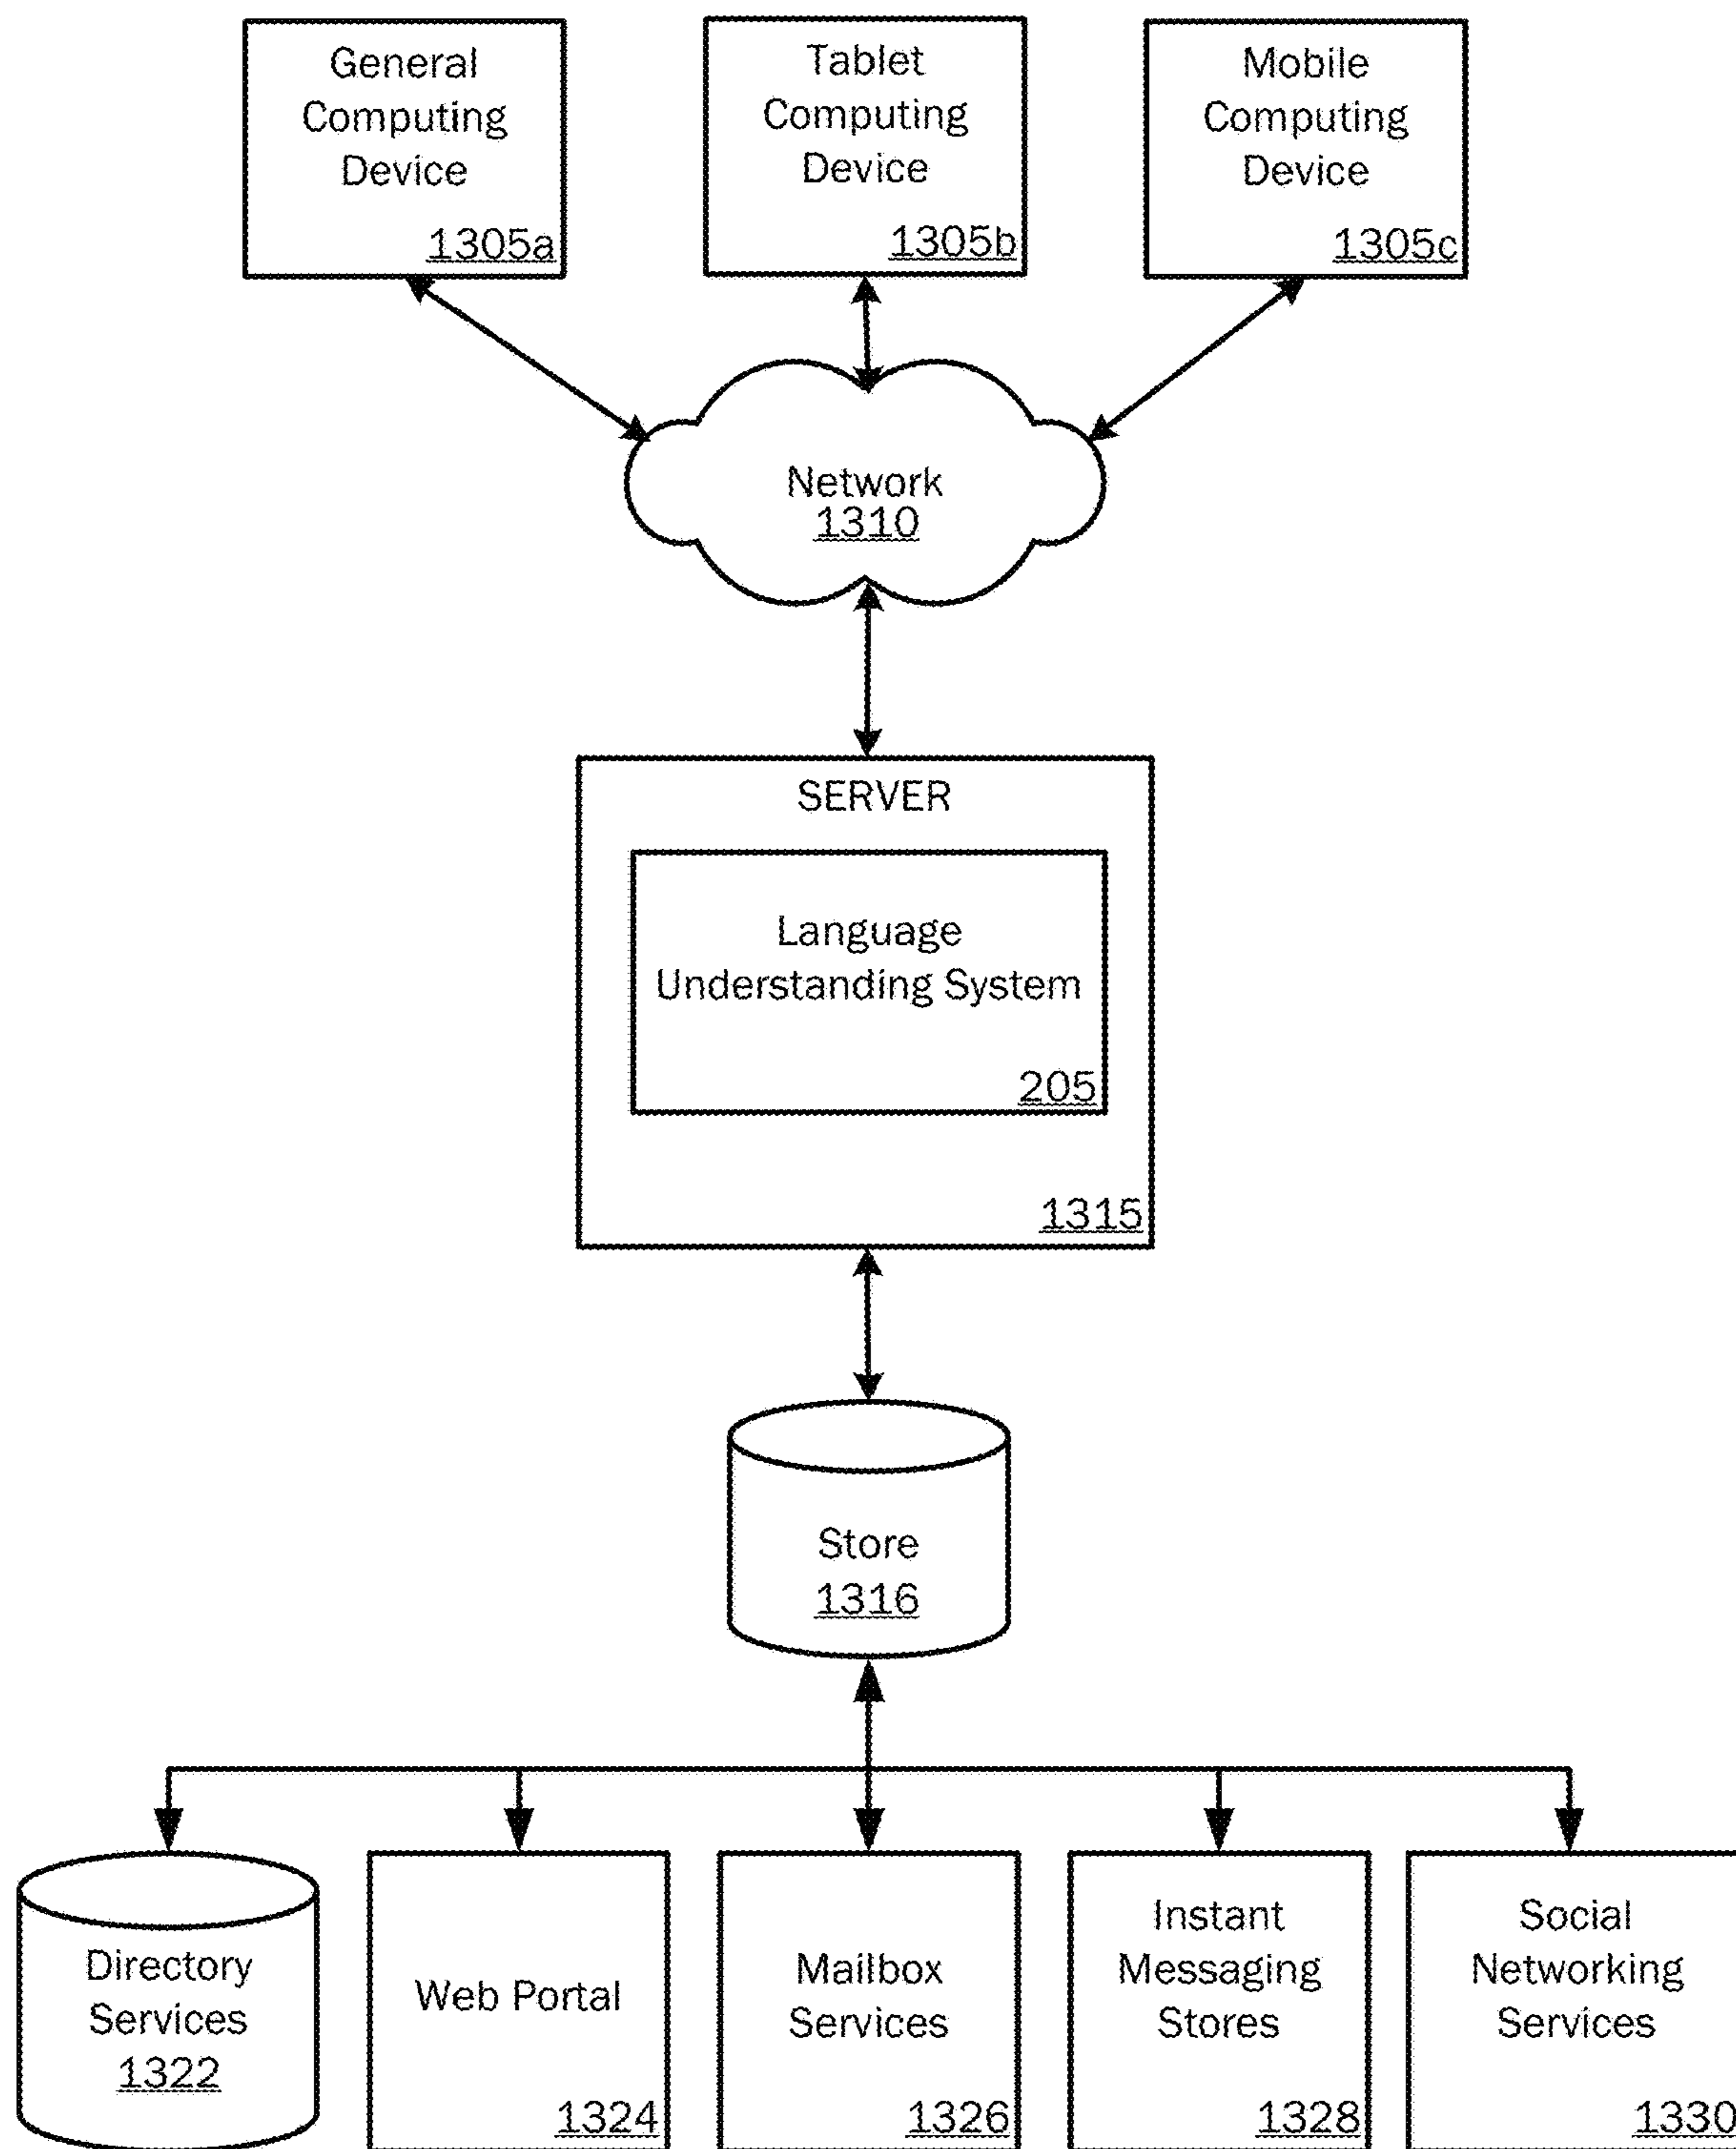 General
Computing
Device
1305a
Tablet
Computing
Device
1305b
Mobile
Computing
Device
1305c
Network
1310
SERVER
Language
Understanding System
205
1315
Store
1316
Directory
Services
1322
Web Portal
1324
Mailbox
Services
1326
Instant
Messaging
Stores
1328
Social
Networking
Services
1330